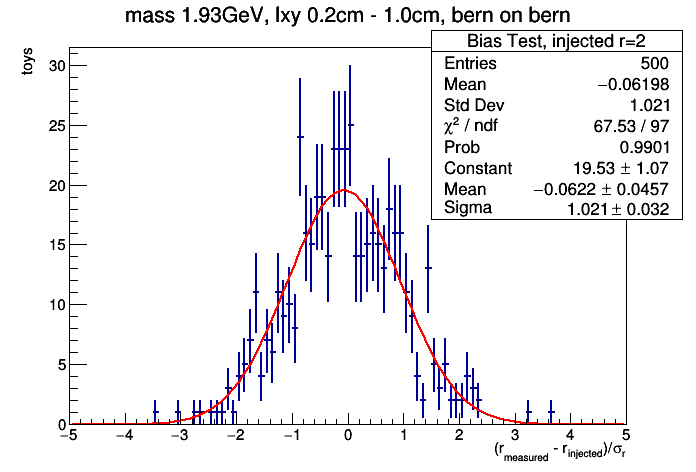 mass 1.93GeV, lxy 0.2cm - 1.0cm, bern on bern
Bias Test, injected r=2
Entries 500
Mean −0.06198
Std Dev 1.021
χ² / ndf 67.53 / 97
Prob 0.9901
Constant 19.53 ± 1.07
Mean −0.0622 ± 0.0457
Sigma 1.021 ± 0.032
toys
30
25
20
15
10
5
0
−5 −4 −3 −2 −1 0 1 2 3 4 5
(r_measured - r_injected)/σ_r